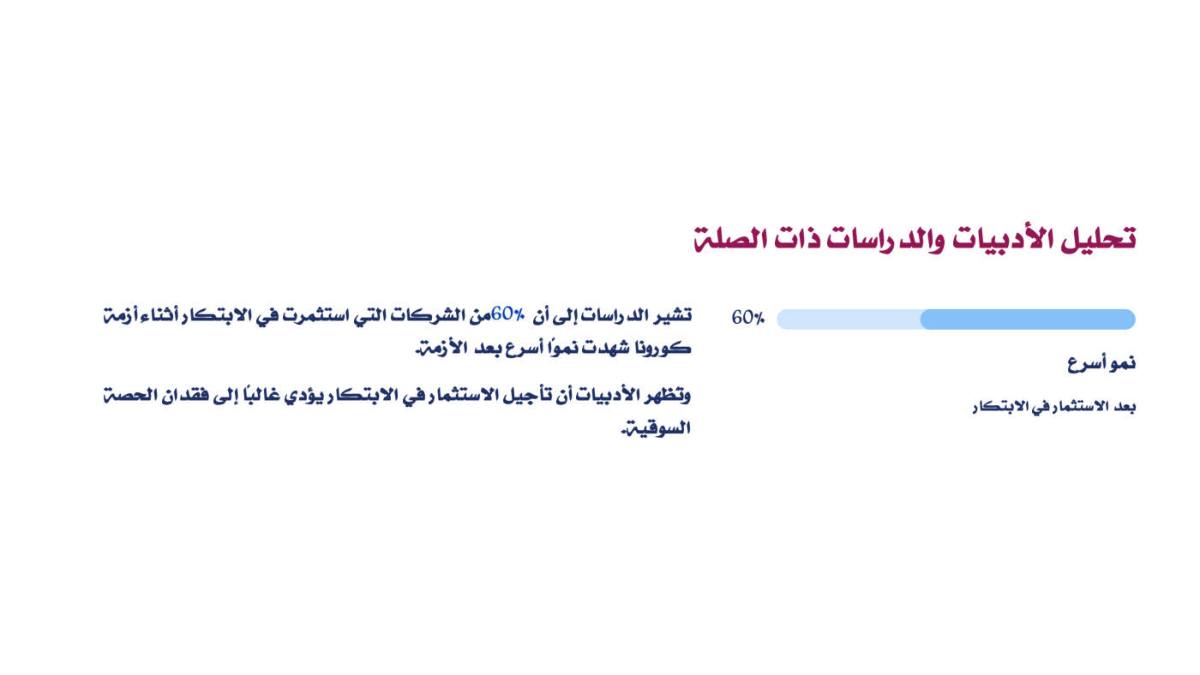 تحليل الأدبيات والدراسات ذات الصلة
60%
نمو أسرع
بعد الاستثمار في الابتكار
تشير الدراسات إلى أن 60% من الشركات التي استثمرت في الابتكار أثناء أزمة
كورونا شهدت نموًا أسرع بعد الأزمة.
وتظهر الأدبيات أن تأجيل الاستثمار في الابتكار يؤدي غالبًا إلى فقدان الحصة
السوقية.